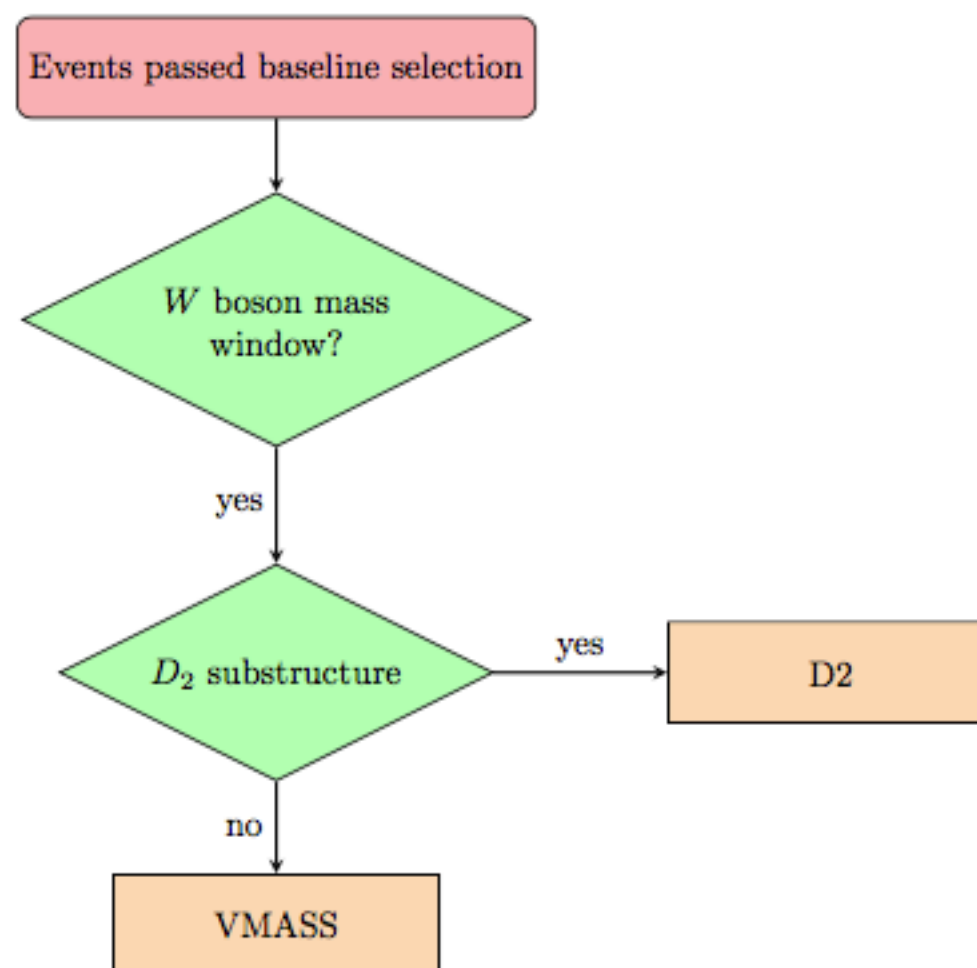 Events passed baseline selection
W boson mass
window?
yes
D₂ substructure
yes
D2
no
VMASS